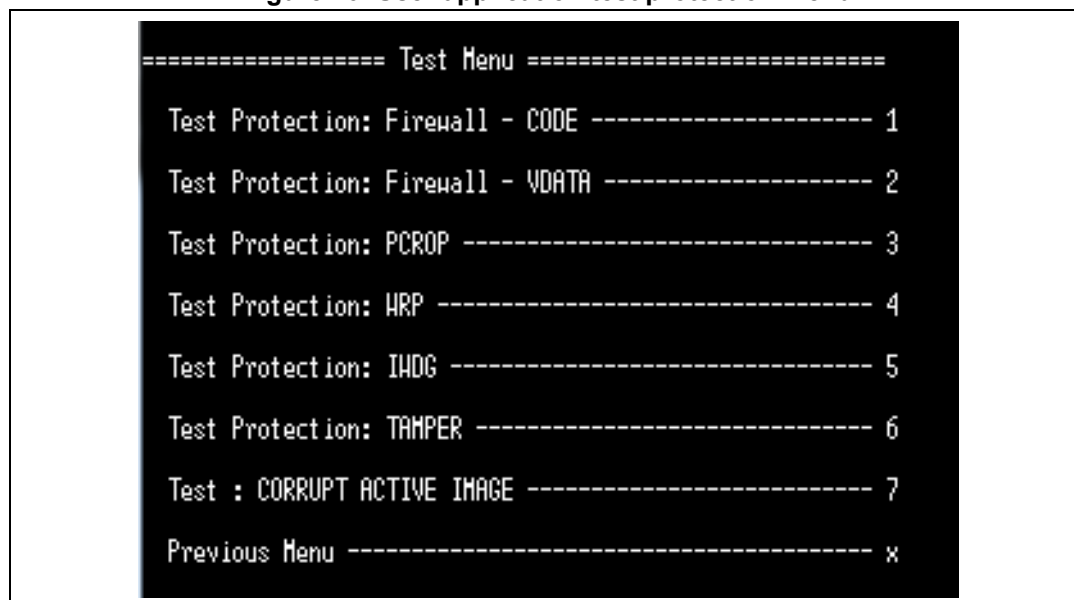 =================== Test Menu ============================
Test Protection: Firewall - CODE ---------------------- 1
Test Protection: Firewall - VDATA --------------------- 2
Test Protection: PCROP -------------------------------- 3
Test Protection: WRP ---------------------------------- 4
Test Protection: IWDG --------------------------------- 5
Test Protection: TAMPER ------------------------------- 6
Test : CORRUPT ACTIVE IMAGE --------------------------- 7
Previous Menu ----------------------------------------- x